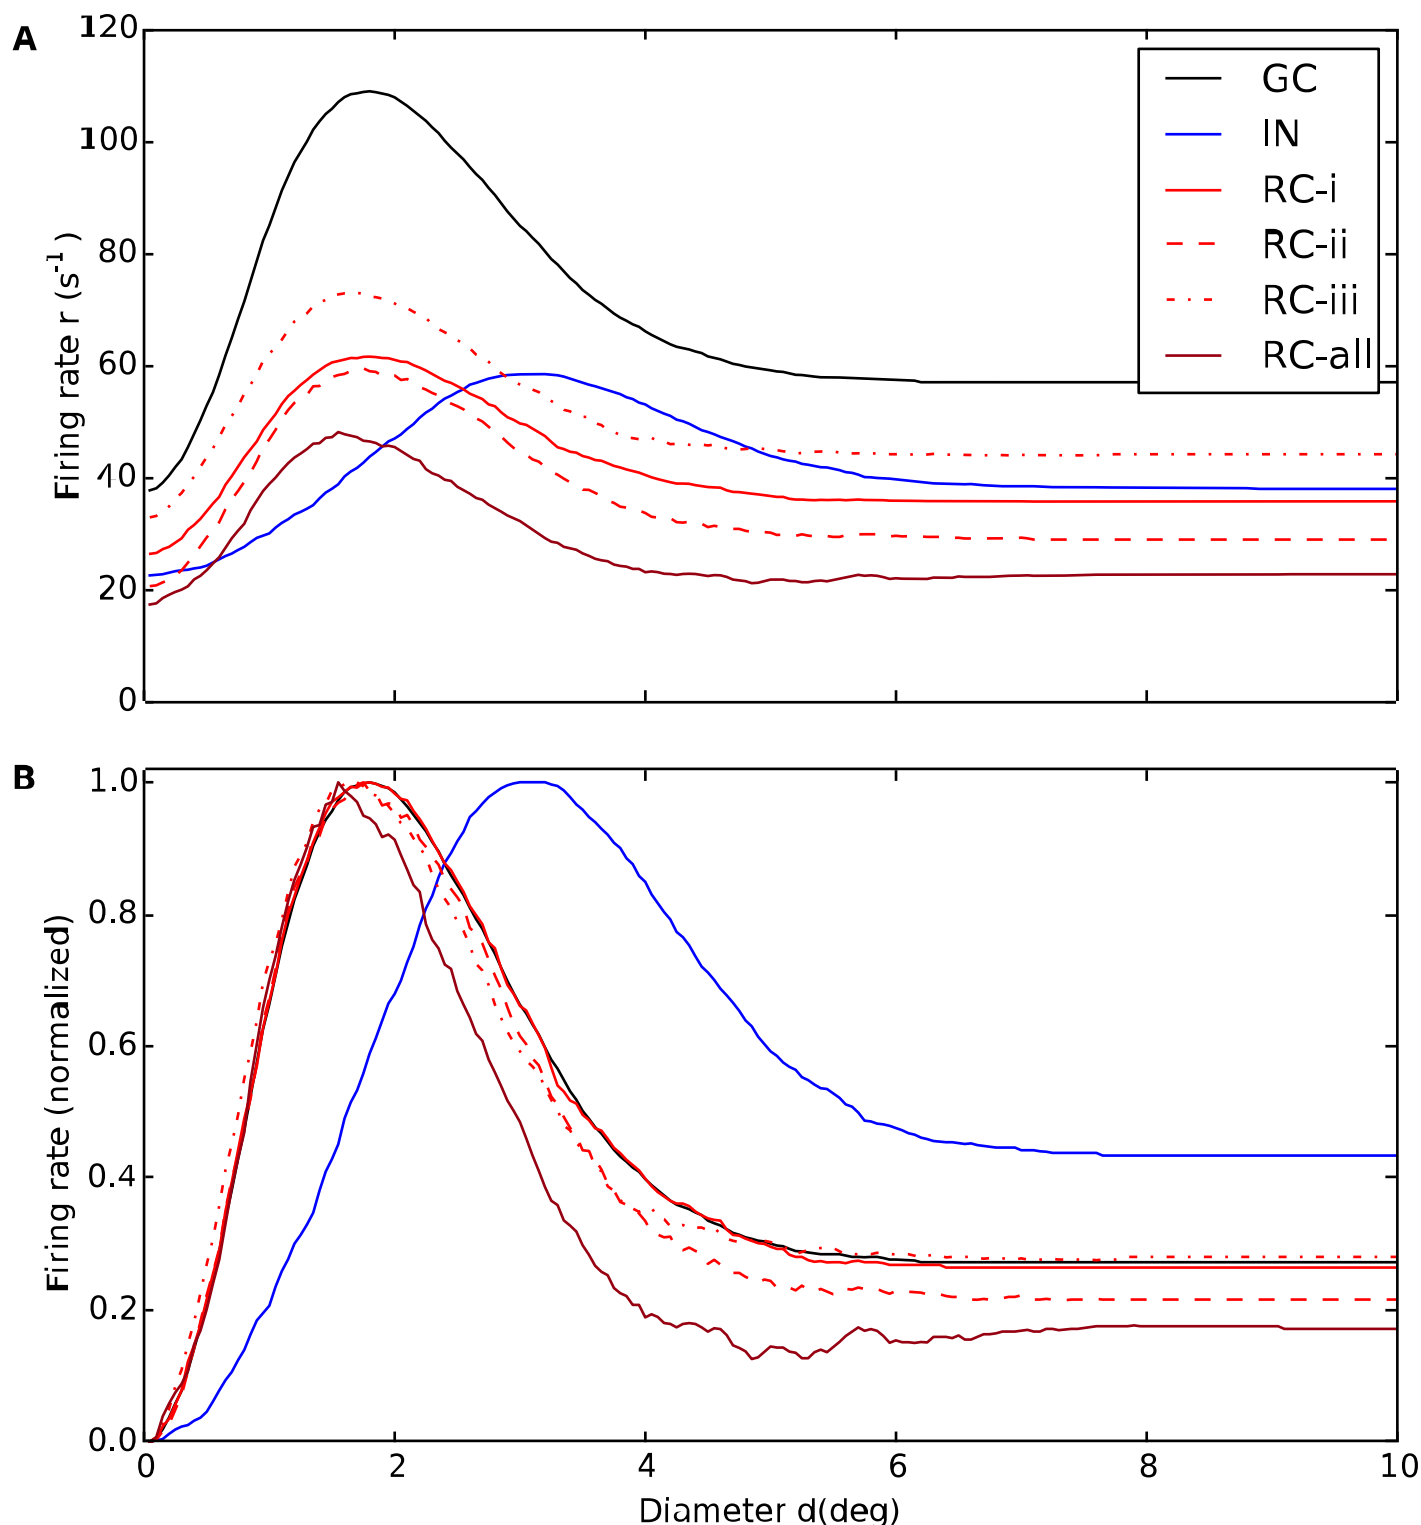 A
120
100
80
60
40
20
0
Firing rate r (s-1)
GC
IN
RC-i
RC-ii
RC-iii
RC-all
B
1.0
0.8
0.6
0.4
0.2
0.0
Firing rate (normalized)
0 2 4 6 8 10
Diameter d(deg)